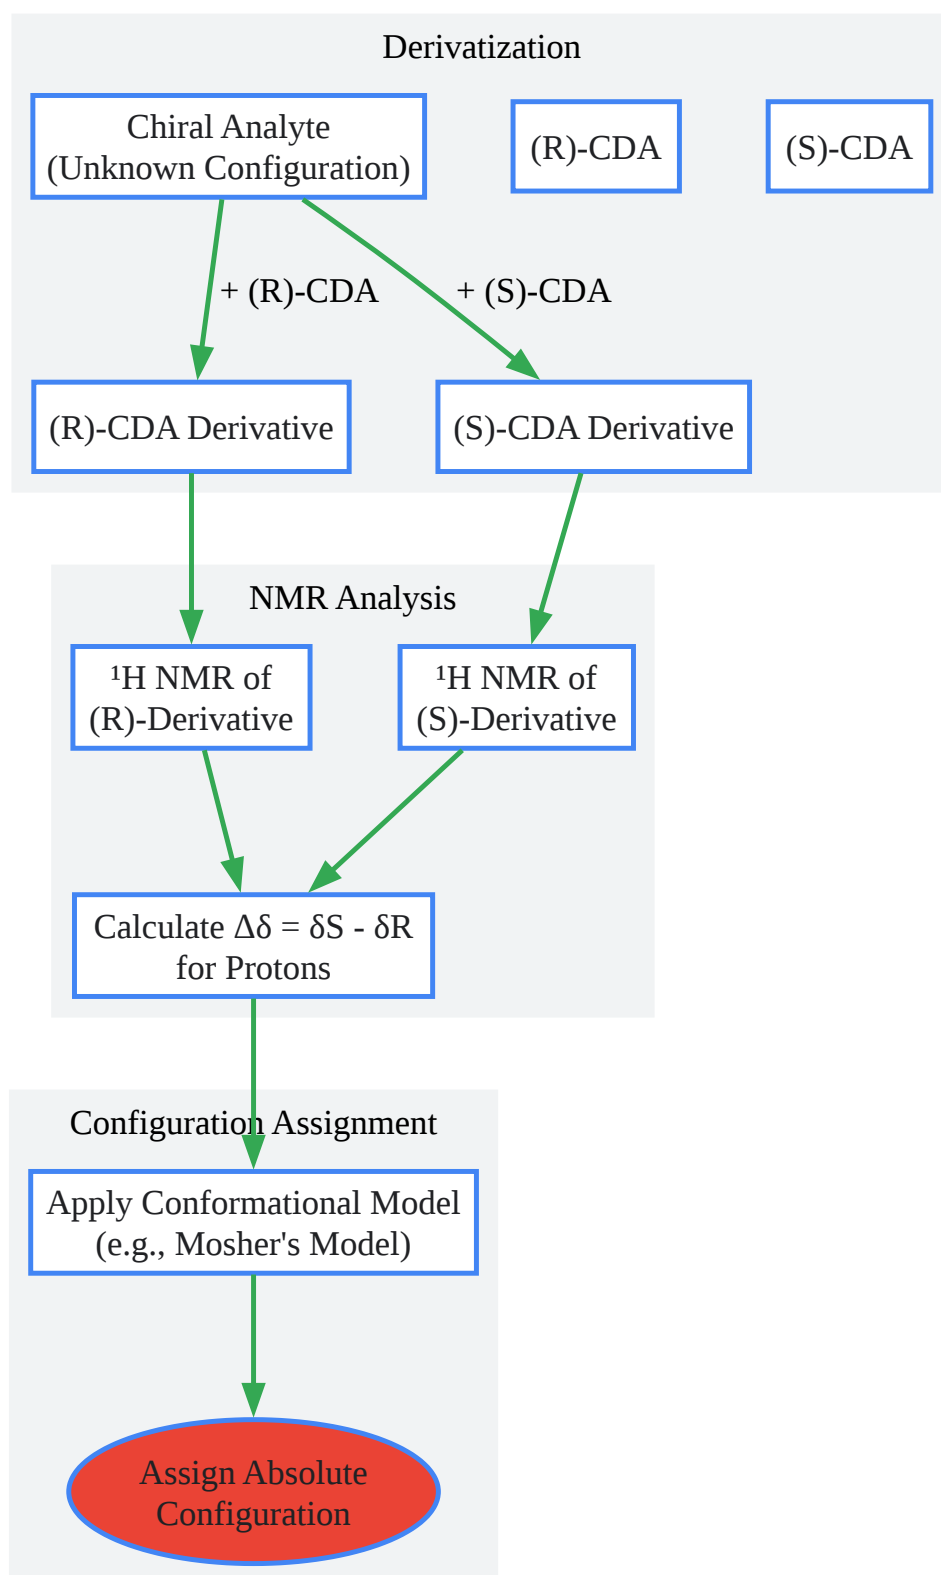 Derivatization
Chiral Analyte
(Unknown Configuration)
(R)-CDA
(S)-CDA
+ (R)-CDA
+ (S)-CDA
(R)-CDA Derivative
(S)-CDA Derivative
NMR Analysis
¹H NMR of
(R)-Derivative
¹H NMR of
(S)-Derivative
Calculate Δδ = δS - δR
for Protons
Configuration Assignment
Apply Conformational Model
(e.g., Mosher's Model)
Assign Absolute
Configuration